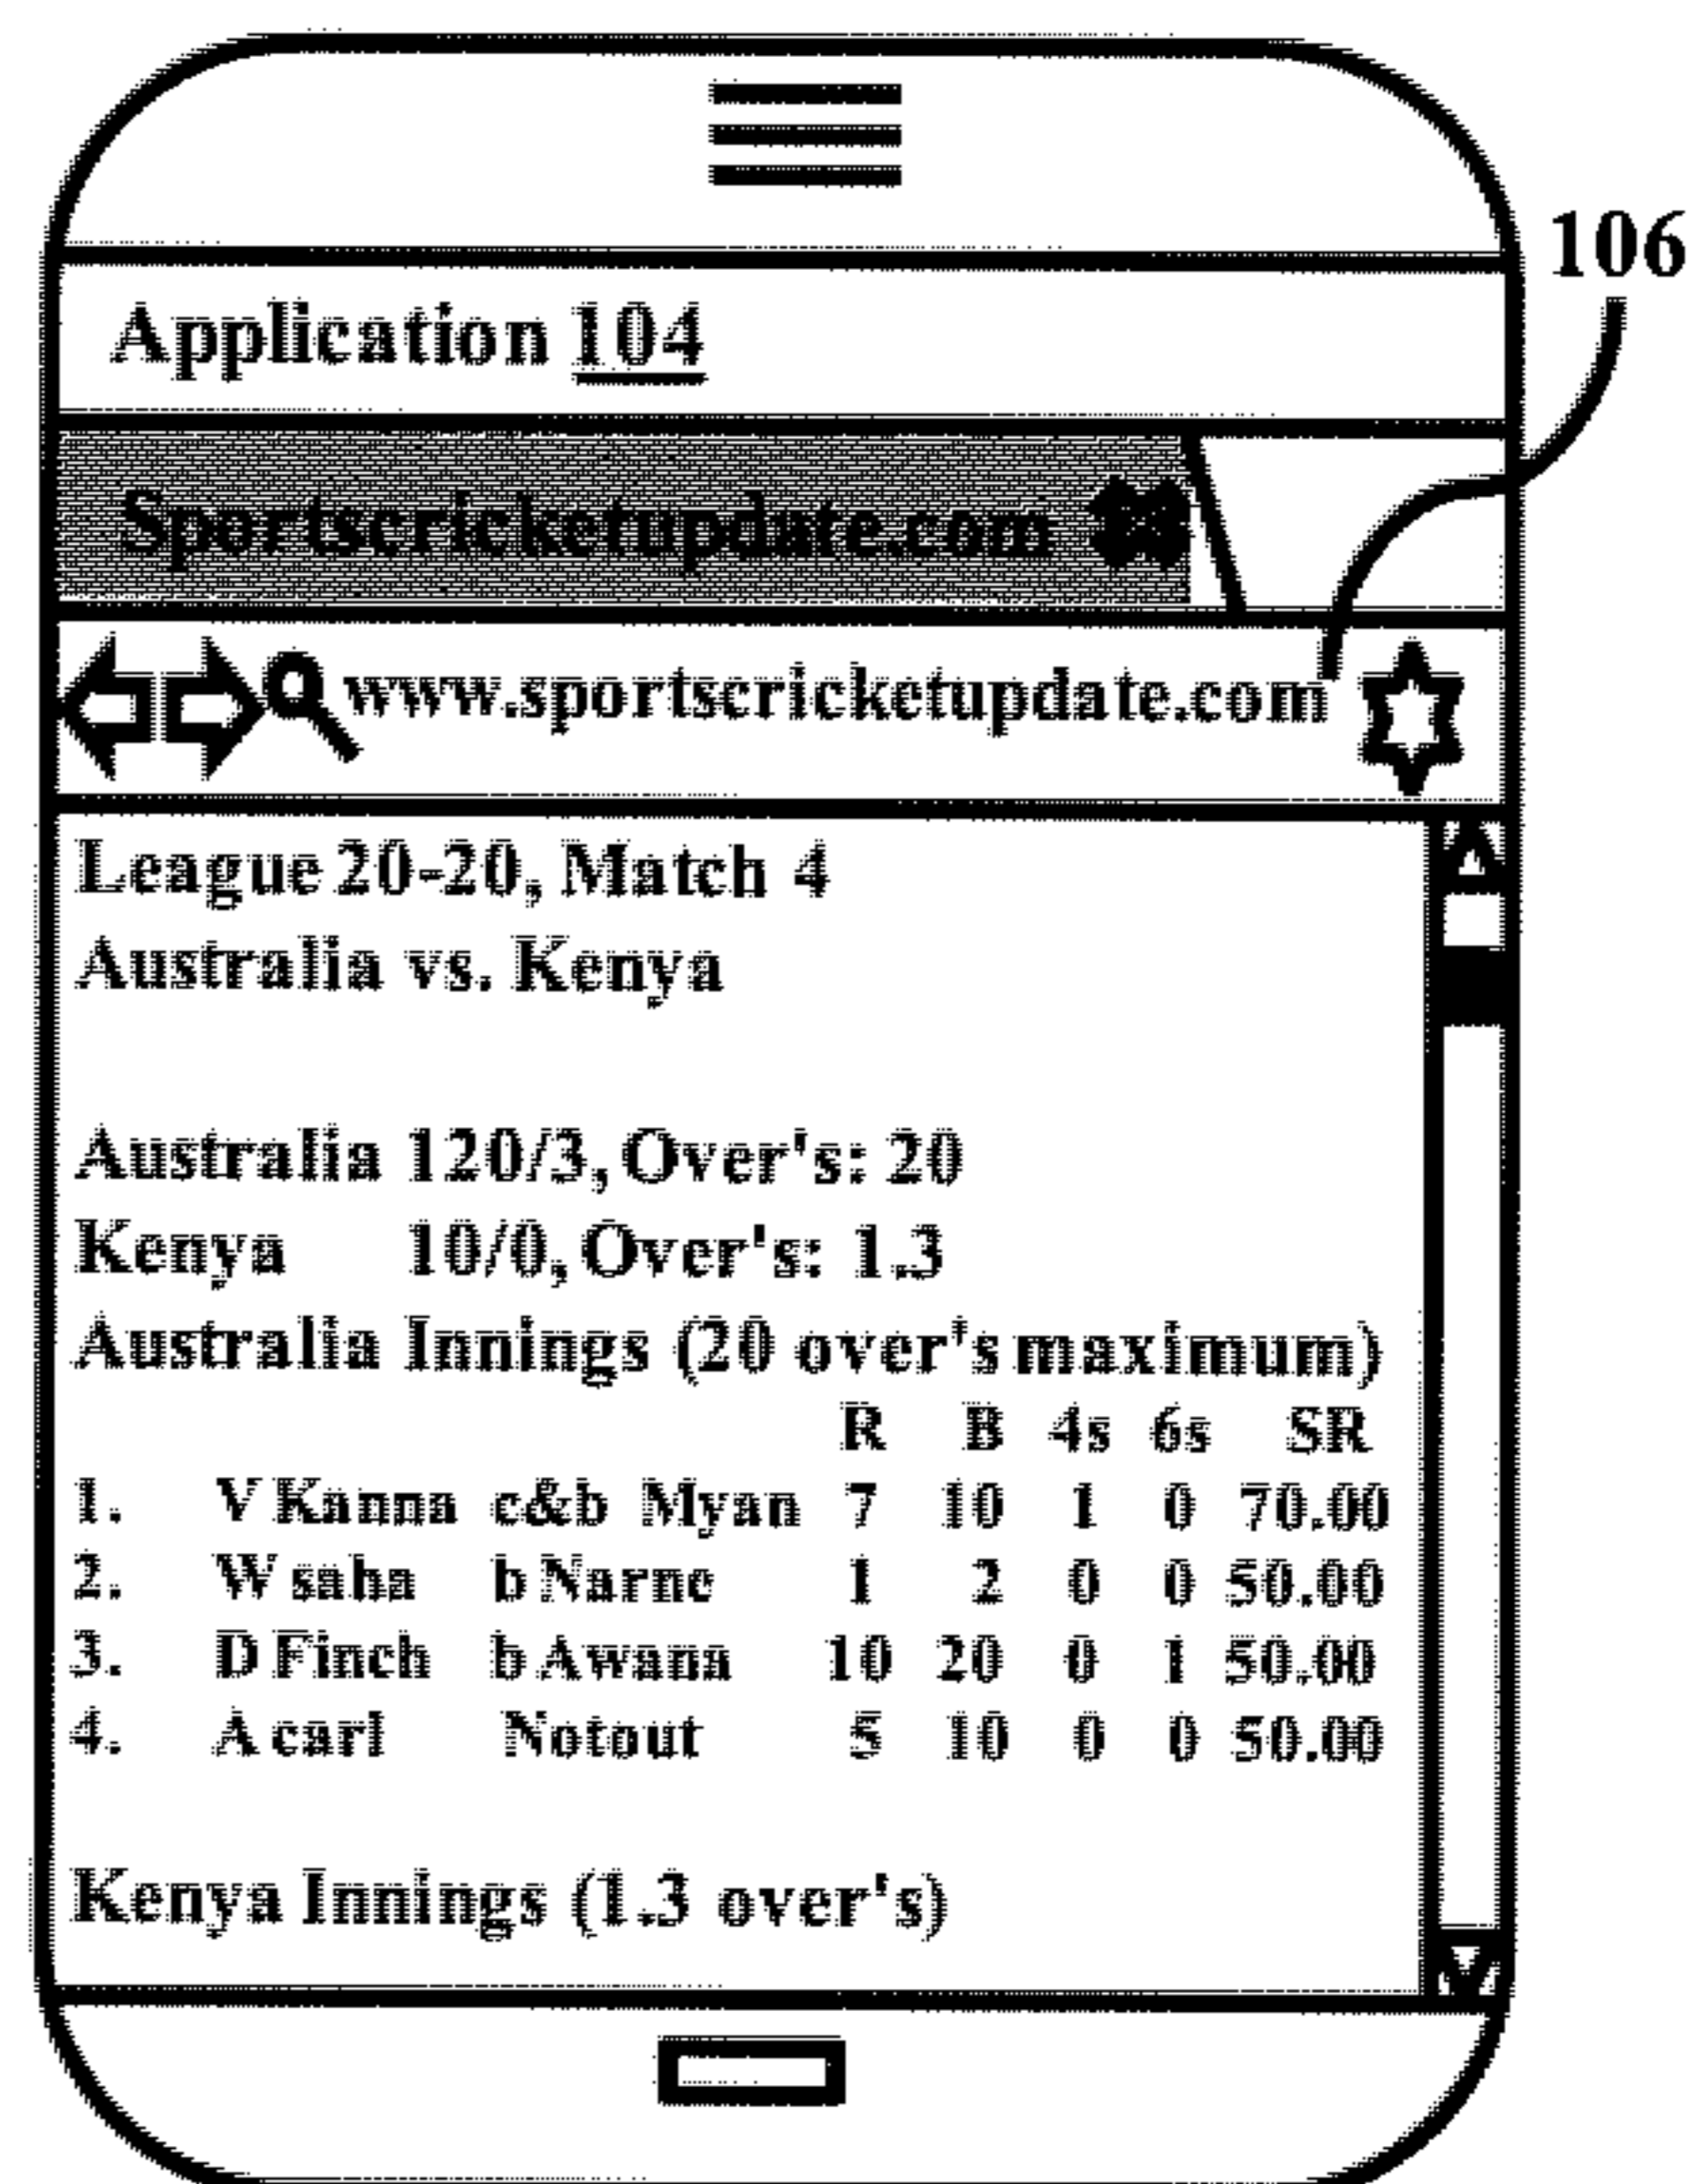 106
Application 104
Sportscricketupdate.com
www.sportscricketupdate.com
League 20-20, Match 4
Australia vs. Kenya
Australia 120/3, Over's: 20
Kenya 10/0, Over's: 1.3
Australia Innings (20 over's maximum)
R B 4s 6s SR
1. V Kanna c&b Myan 7 10 1 0 70.00
2. W saha b Narne 1 2 0 0 50.00
3. D Finch b Awana 10 20 0 1 50.00
4. A carl Notout 5 10 0 0 50.00
Kenya Innings (1.3 over's)